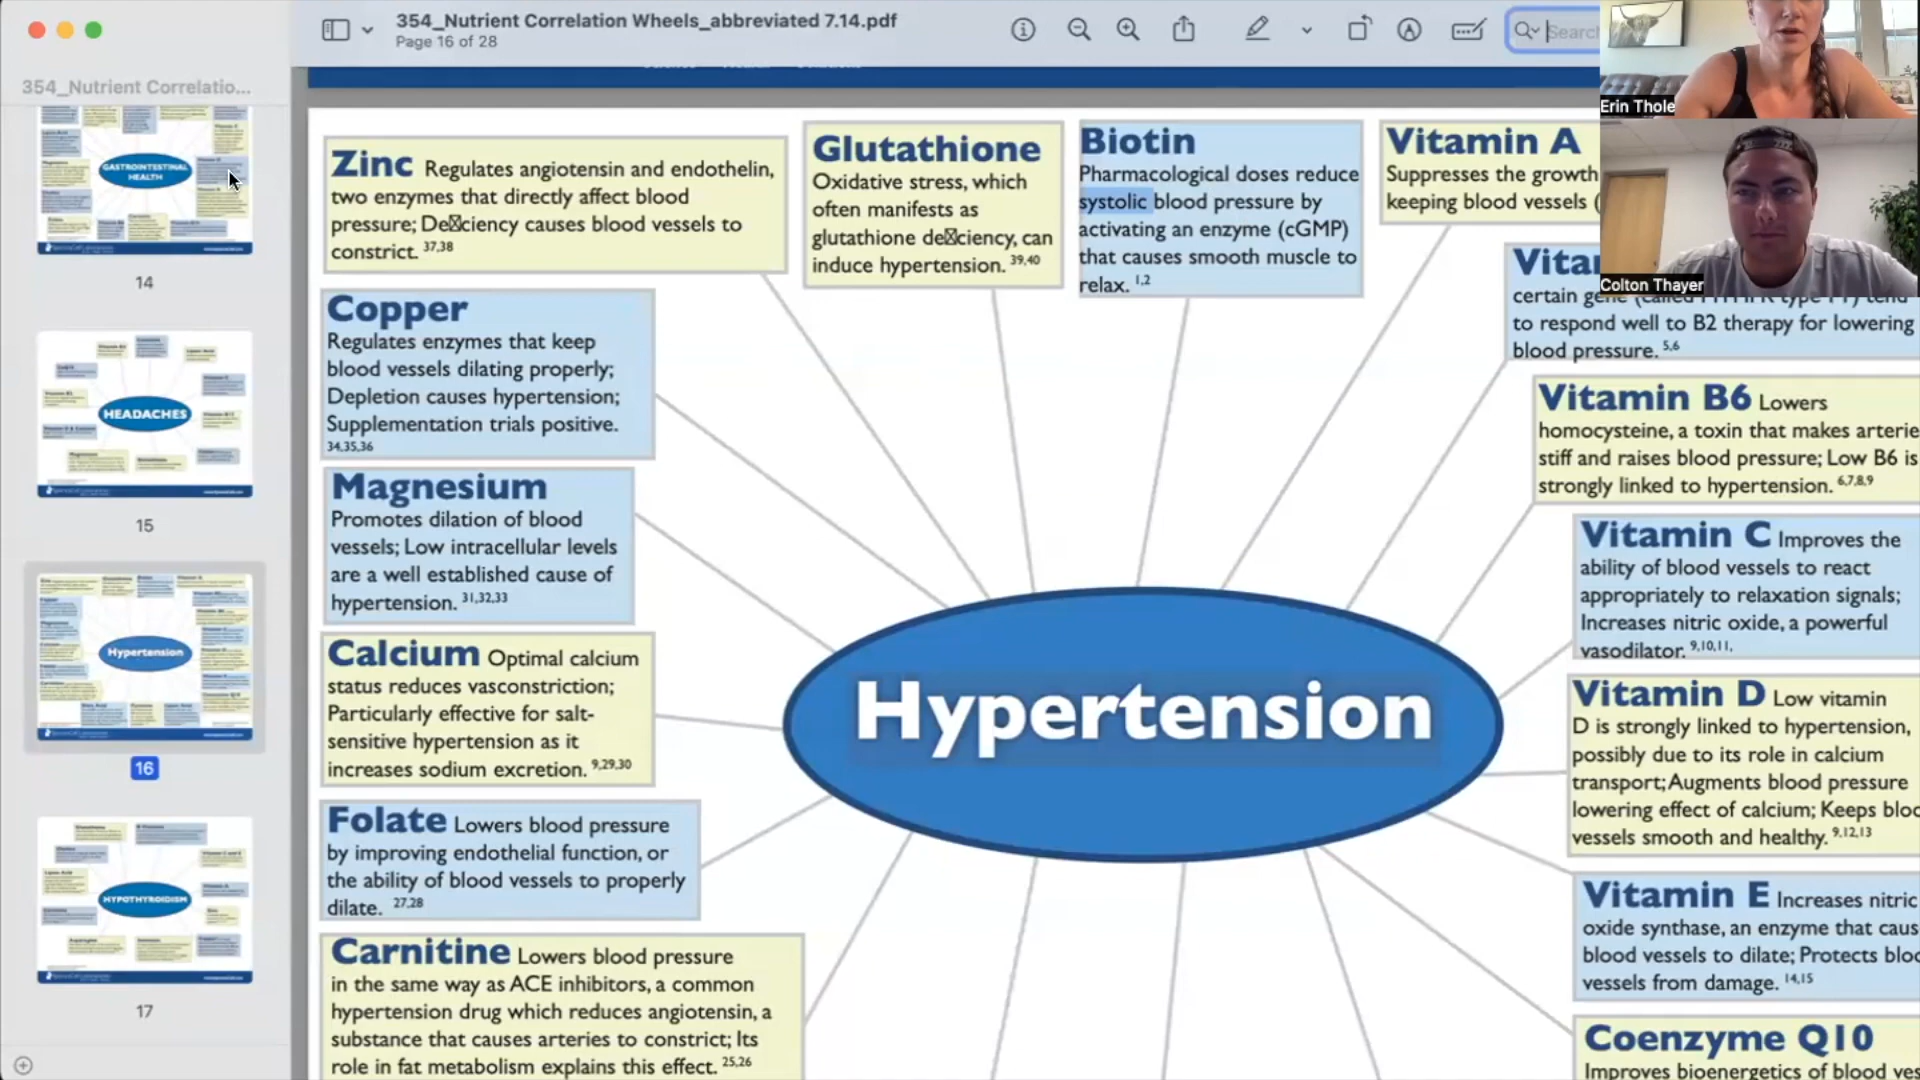 354_Nutrient Correlation Wheels_abbreviated 7.14.pdf
Page 16 of 28
354_Nutrient Correlatio...
GASTROINTESTINAL
HEALTH
14
HEADACHES
15
Hypertension
16
HYPOTHYROIDISM
17
Search
Erin Thole
Colton Thayer
Zinc Regulates angiotensin and endothelin,
two enzymes that directly affect blood
pressure; De ciency causes blood vessels to
constrict. 37,38
Glutathione
Oxidative stress, which
often manifests as
glutathione de ciency, can
induce hypertension. 39,40
Biotin
Pharmacological doses reduce
systolic blood pressure by
activating an enzyme (cGMP)
that causes smooth muscle to
relax. 1,2
Vitamin A
Suppresses the growth
keeping blood vessels (
to respond well to B2 therapy for lowering
blood pressure. 5,6
Vitamin B6 Lowers
homocysteine, a toxin that makes arterie
stiff and raises blood pressure; Low B6 is
strongly linked to hypertension. 6,7,8,9
Vitamin C Improves the
ability of blood vessels to react
appropriately to relaxation signals;
Increases nitric oxide, a powerful
vasodilator. 9,10,11,
Vitamin D Low vitamin
D is strongly linked to hypertension,
possibly due to its role in calcium
transport; Augments blood pressure
lowering effect of calcium; Keeps bloo
vessels smooth and healthy. 9,12,13
Vitamin E Increases nitric
oxide synthase, an enzyme that caus
blood vessels to dilate; Protects bloo
vessels from damage. 14,15
Coenzyme Q10
Improves bioenergetics of blood ves
Copper
Regulates enzymes that keep
blood vessels dilating properly;
Depletion causes hypertension;
Supplementation trials positive.
34,35,36
Magnesium
Promotes dilation of blood
vessels; Low intracellular levels
are a well established cause of
hypertension. 31,32,33
Calcium Optimal calcium
status reduces vasconstriction;
Particularly effective for salt-
sensitive hypertension as it
increases sodium excretion. 9,29,30
Folate Lowers blood pressure
by improving endothelial function, or
the ability of blood vessels to properly
dilate. 27,28
Carnitine Lowers blood pressure
in the same way as ACE inhibitors, a common
hypertension drug which reduces angiotensin, a
substance that causes arteries to constrict; Its
role in fat metabolism explains this effect. 25,26
Hypertension